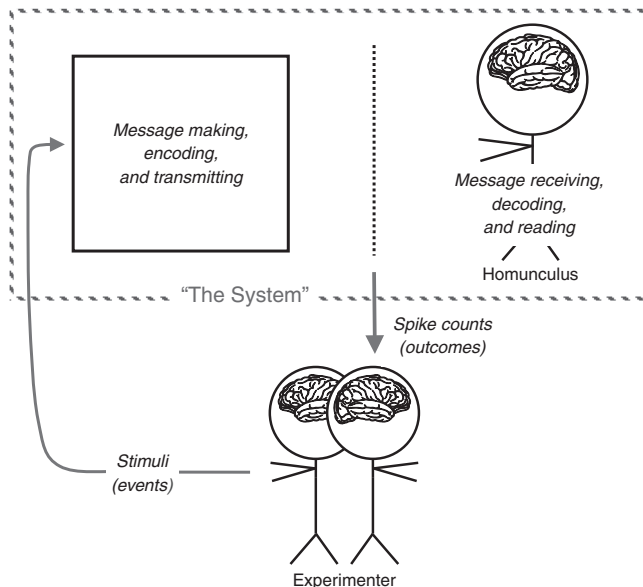 Message making,
encoding,
and transmitting
Message receiving,
decoding,
and reading
Homunculus
“The System”
Spike counts
(outcomes)
Stimuli
(events)
Experimenter